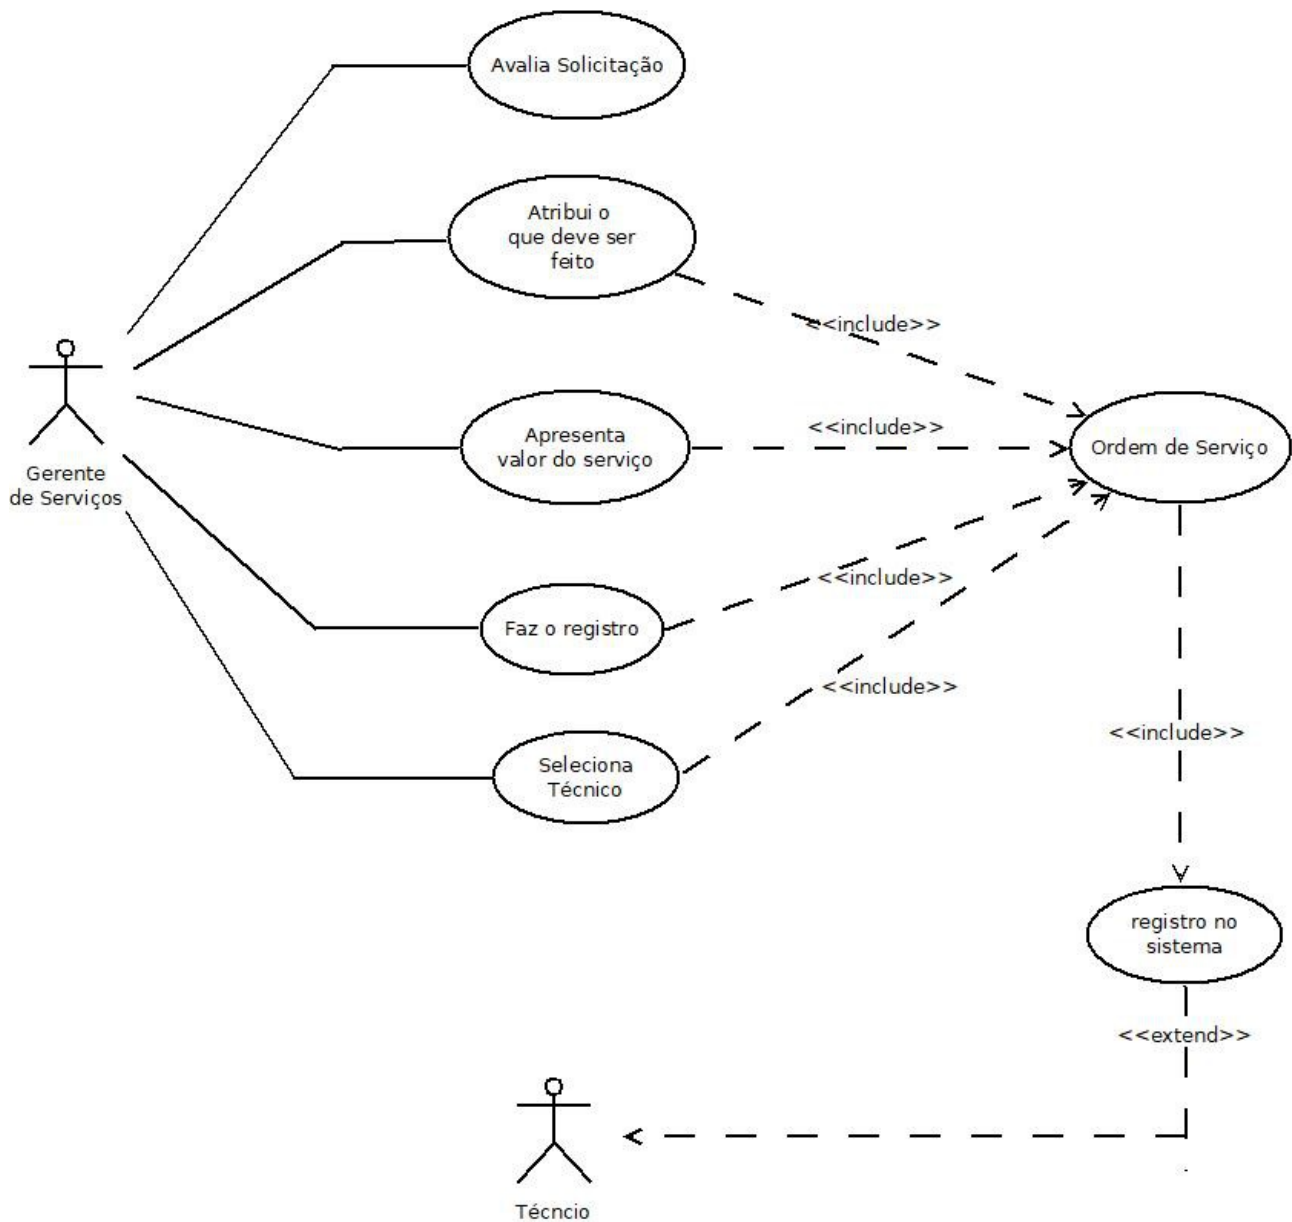 Avalia Solicitação
Atribui o
que deve ser
feito
<<include>>
<<include>>
Apresenta
valor do serviço
Ordem de Serviço
Gerente
de Serviços
<<include>>
Faz o registro
<<include>>
<<include>>
Seleciona
Técnico
registro no
sistema
<<extend>>
Técncio